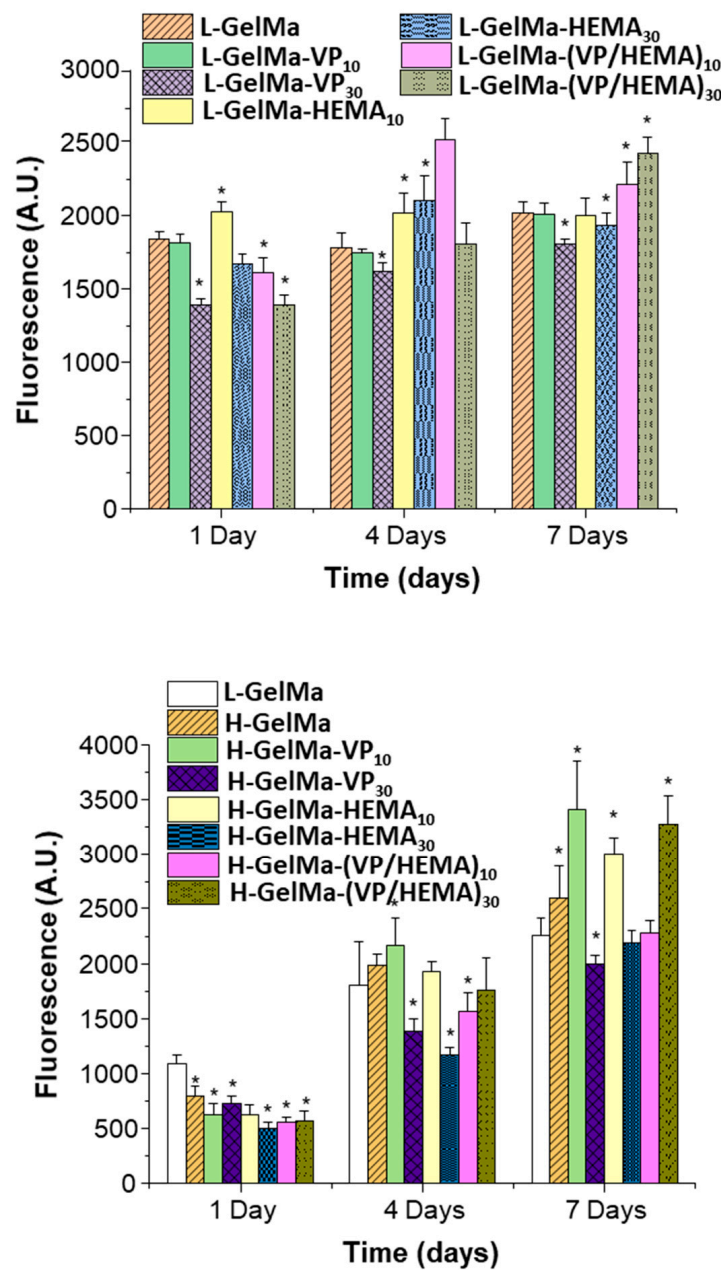 L-GelMa
L-GelMa-VP10
L-GelMa-VP30
L-GelMa-HEMA10
L-GelMa-HEMA30
L-GelMa-(VP/HEMA)10
L-GelMa-(VP/HEMA)30
3000
2500
2000
1500
1000
500
0
Fluorescence (A.U.)
* * * *
* * *
* * * *
1 Day 4 Days 7 Days
Time (days)
L-GelMa
H-GelMa
H-GelMa-VP10
H-GelMa-VP30
H-GelMa-HEMA10
H-GelMa-HEMA30
H-GelMa-(VP/HEMA)10
H-GelMa-(VP/HEMA)30
4000
3500
3000
2500
2000
1500
1000
500
0
Fluorescence (A.U.)
* * * * * *
* * * *
* * * * *
1 Day 4 Days 7 Days
Time (days)